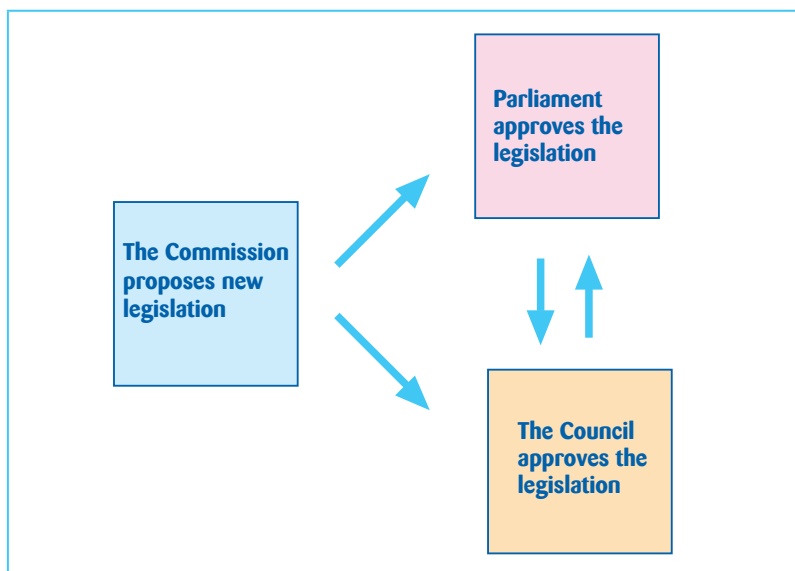 Parliament
approves the
legislation
The Commission
proposes new
legislation
The Council
approves the
legislation